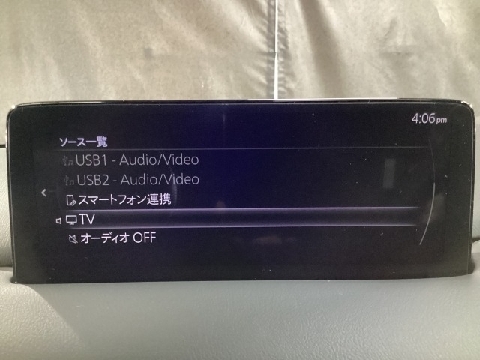 4:06pm
ソース一覧
USB1 - Audio/Video
USB2 - Audio/Video
スマートフォン連携
TV
オーディオ OFF